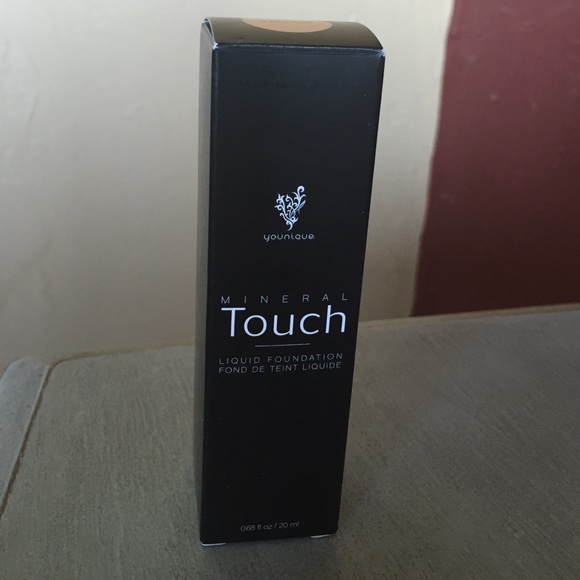 younique
MINERAL
Touch
LIQUID FOUNDATION
FOND DE TEINT LIQUIDE
0.68 fl oz / 20 ml